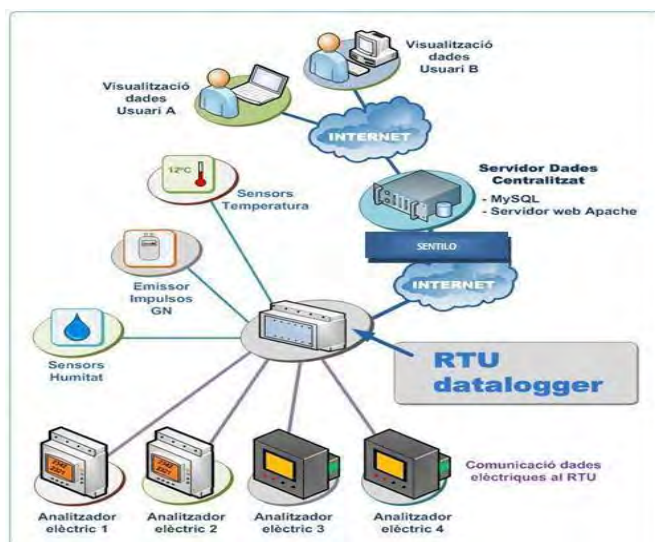 Visualització
dades
Usuari B
Visualització
dades
Usuari A
INTERNET
12ºC
Sensors
Temperatura
Servidor Dades
Centralitzat
- MySQL
- Servidor web Apache
SENTILO
INTERNET
Emissor
Impulsos
GN
Sensors
Humitat
RTU
datalogger
Comunicació dades
elèctriques al RTU
Analitzador
elèctric 1
Analitzador
elèctric 2
Analitzador
elèctric 3
Analitzador
elèctric 4